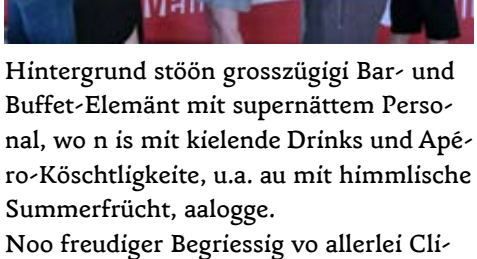 Mall
Hintergrund stöön grosszügigi Bar- und
Buffet-Elemänt mit supernättem Perso-
nal, wo n is mit kielende Drinks und Apé-
ro-Köschtligkeite, u.a. au mit himmlische
Summerfrücht, aalogge.
Noo freudiger Begriessig vo allerlei Cli-